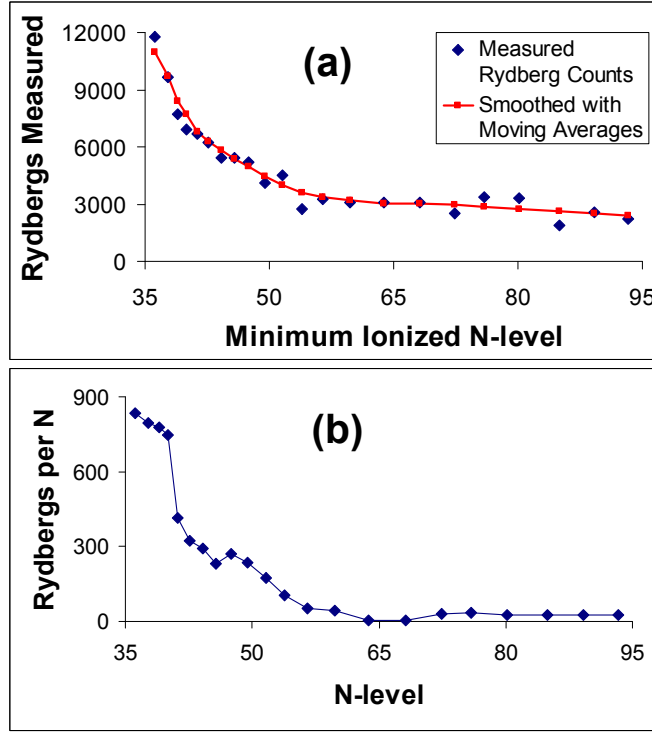 12000
9000
6000
3000
0
Rydbergs Measured
(a)
Measured
Rydberg Counts
Smoothed with
Moving Averages
35 50 65 80 95
Minimum Ionized N-level
900
600
300
0
Rydbergs per N
(b)
35 50 65 80 95
N-level